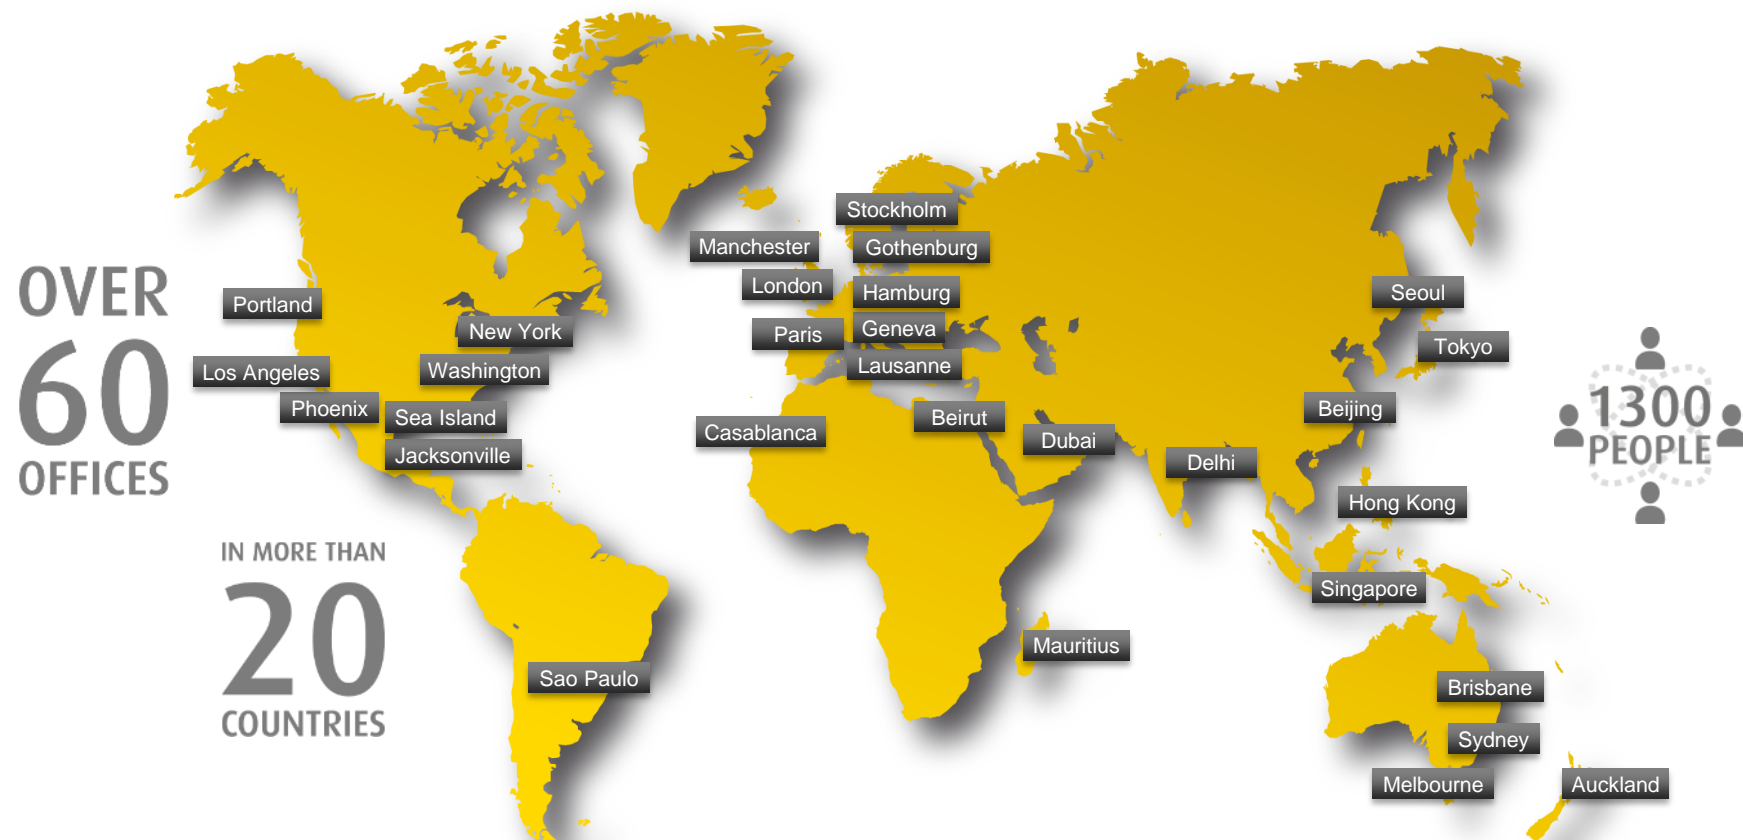 OVER
60
OFFICES
IN MORE THAN
20
COUNTRIES
Portland
Los Angeles
Phoenix
New York
Washington
Sea Island
Jacksonville
Sao Paulo
Stockholm
Manchester
Gothenburg
London
Hamburg
Paris
Geneva
Lausanne
Casablanca
Beirut
Dubai
Mauritius
Delhi
Seoul
Tokyo
Beijing
Hong Kong
Singapore
Brisbane
Sydney
Melbourne
Auckland
1300
PEOPLE